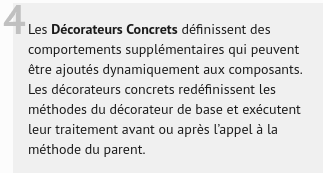 4
Les Décorateurs Concrets définissent des
comportements supplémentaires qui peuvent
être ajoutés dynamiquement aux composants.
Les décorateurs concrets redéfinissent les
méthodes du décorateur de base et exécutent
leur traitement avant ou après l'appel à la
méthode du parent.